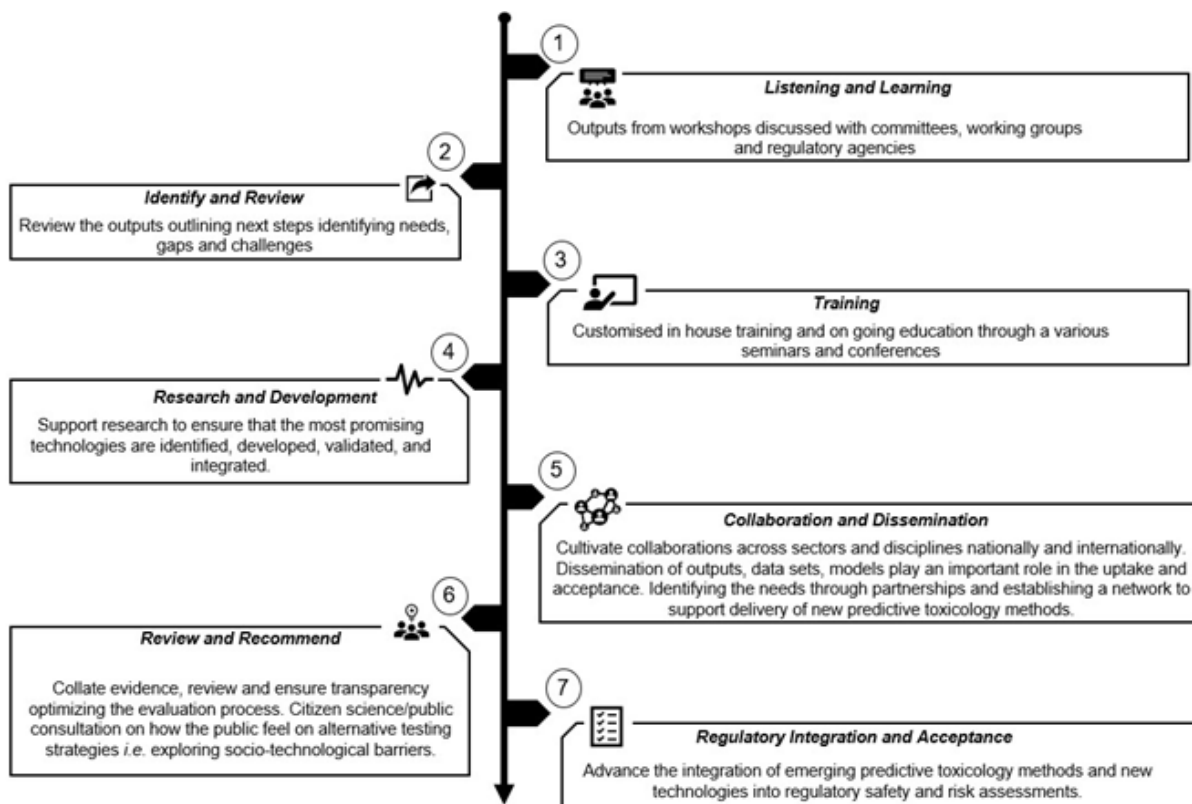 1
Listening and Learning
Outputs from workshops discussed with committees, working groups
and regulatory agencies
2
Identify and Review
Review the outputs outlining next steps identifying needs,
gaps and challenges
3
Training
Customised in house training and on going education through a various
seminars and conferences
4
Research and Development
Support research to ensure that the most promising
technologies are identified, developed, validated, and
integrated.
5
Collaboration and Dissemination
Cultivate collaborations across sectors and disciplines nationally and internationally.
Dissemination of outputs, data sets, models play an important role in the uptake and
acceptance. Identifying the needs through partnerships and establishing a network to
support delivery of new predictive toxicology methods.
6
Review and Recommend
Collate evidence, review and ensure transparency
optimizing the evaluation process. Citizen science/public
consultation on how the public feel on alternative testing
strategies i.e. exploring socio-technological barriers.
7
Regulatory Integration and Acceptance
Advance the integration of emerging predictive toxicology methods and new
technologies into regulatory safety and risk assessments.